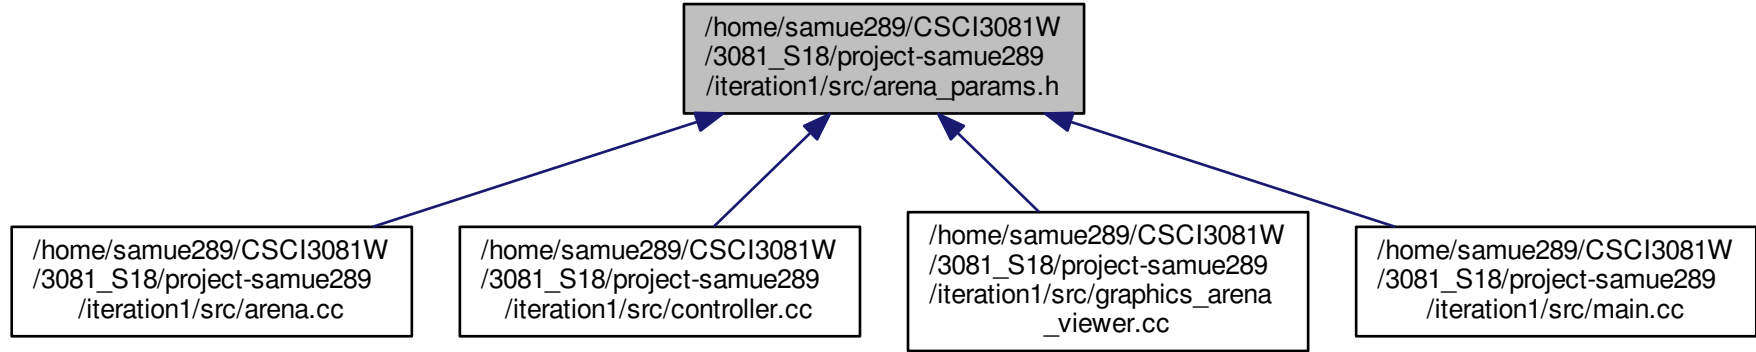 /home/samue289/CSCI3081W
/3081_S18/project-samue289
/iteration1/src/arena_params.h
/home/samue289/CSCI3081W
/3081_S18/project-samue289
/iteration1/src/arena.cc
/home/samue289/CSCI3081W
/3081_S18/project-samue289
/iteration1/src/controller.cc
/home/samue289/CSCI3081W
/3081_S18/project-samue289
/iteration1/src/graphics_arena
_viewer.cc
/home/samue289/CSCI3081W
/3081_S18/project-samue289
/iteration1/src/main.cc